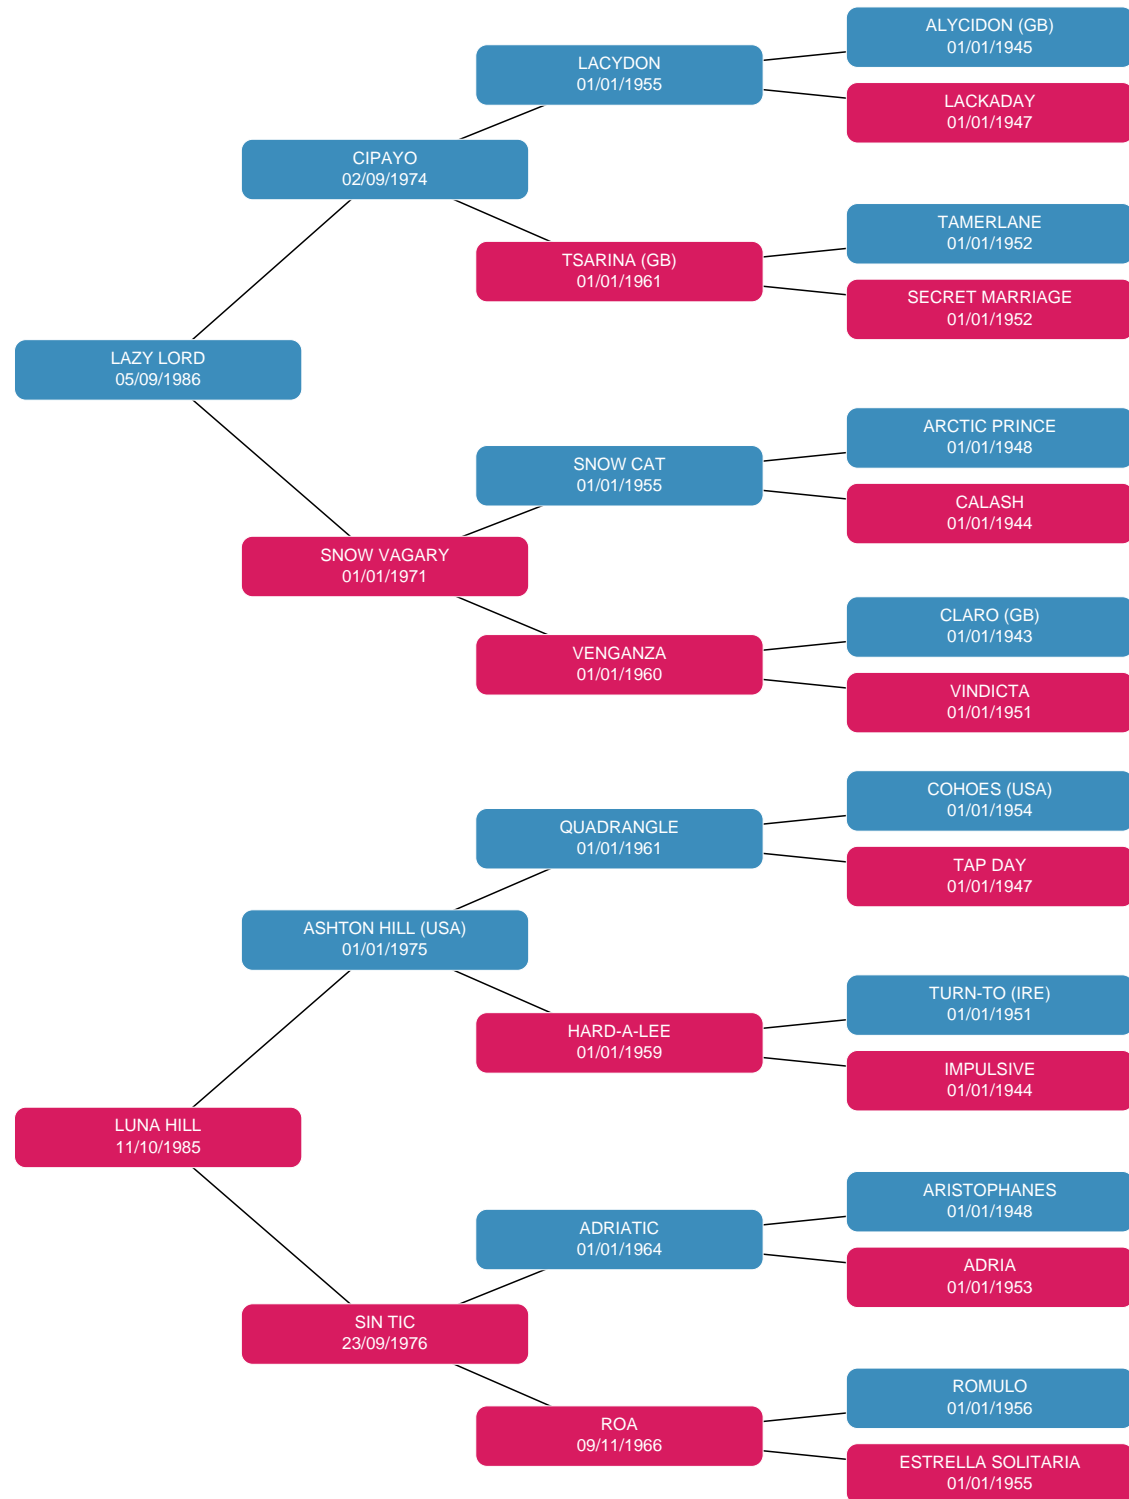 ALYCIDON (GB)
01/01/1945
LACYDON
01/01/1955
LACKADAY
01/01/1947
CIPAYO
02/09/1974
TAMERLANE
01/01/1952
TSARINA (GB)
01/01/1961
SECRET MARRIAGE
01/01/1952
LAZY LORD
05/09/1986
ARCTIC PRINCE
01/01/1948
SNOW CAT
01/01/1955
CALASH
01/01/1944
SNOW VAGARY
01/01/1971
CLARO (GB)
01/01/1943
VENGANZA
01/01/1960
VINDICTA
01/01/1951
COHOES (USA)
01/01/1954
QUADRANGLE
01/01/1961
TAP DAY
01/01/1947
ASHTON HILL (USA)
01/01/1975
TURN-TO (IRE)
01/01/1951
HARD-A-LEE
01/01/1959
IMPULSIVE
01/01/1944
LUNA HILL
11/10/1985
ARISTOPHANES
01/01/1948
ADRIATIC
01/01/1964
ADRIA
01/01/1953
SIN TIC
23/09/1976
ROMULO
01/01/1956
ROA
09/11/1966
ESTRELLA SOLITARIA
01/01/1955